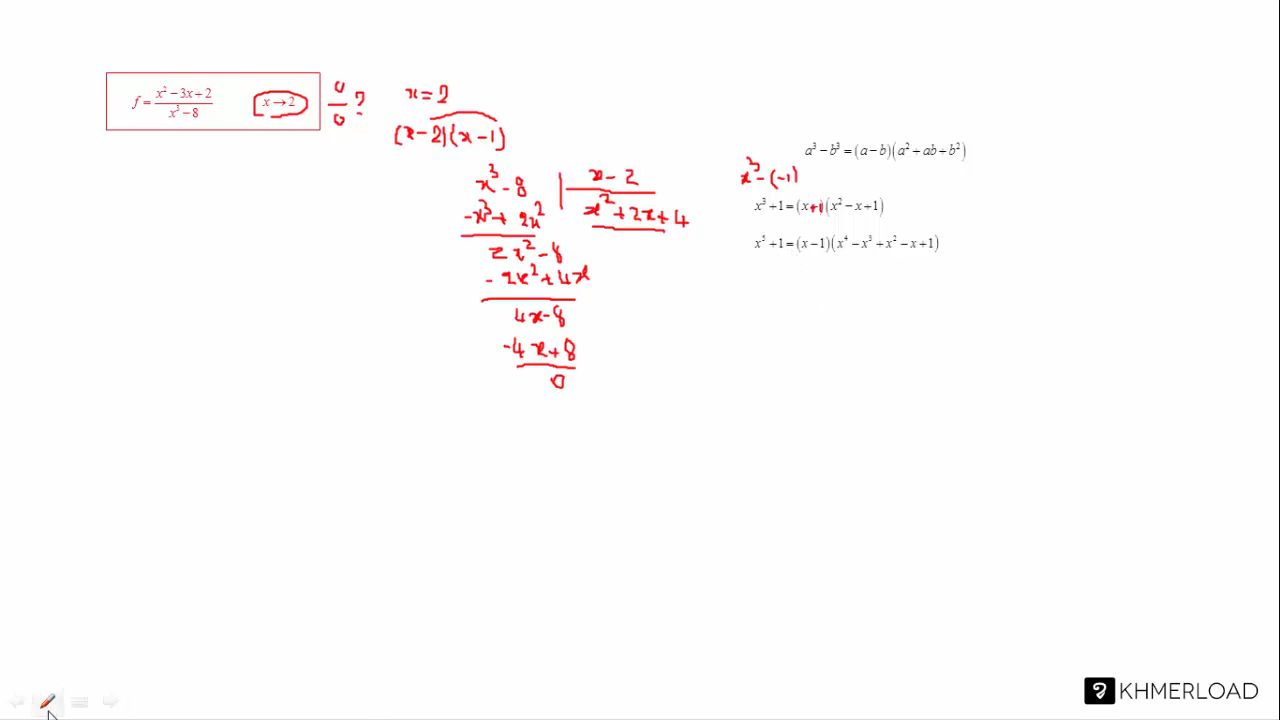 f = (x² − 3x + 2)/(x³ − 8)    x → 2
0/0 ?
x = 2
(x − 2)(x − 1)
x³ − 8 | x − 2
−x³ + 2x² | x² + 2x + 4
2x² − 8
− 2x² + 4x
4x − 8
−4x + 8
0
a³ − b³ = (a − b)(a² + ab + b²)
x³ − (−1)
x³ + 1 = (x + 1)(x² − x + 1)
x⁵ + 1 = (x − 1)(x⁴ − x³ + x² − x + 1)
KHMERLOAD